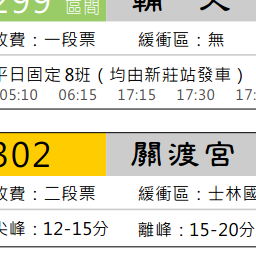 299 區間 輔大
收費：一段票 緩衝區：無
平日固定8班（均由新莊站發車）
05:10 06:15 17:15 17:30 17:
802 關渡宮
收費：二段票 緩衝區：士林國
尖峰：12-15分 離峰：15-20分